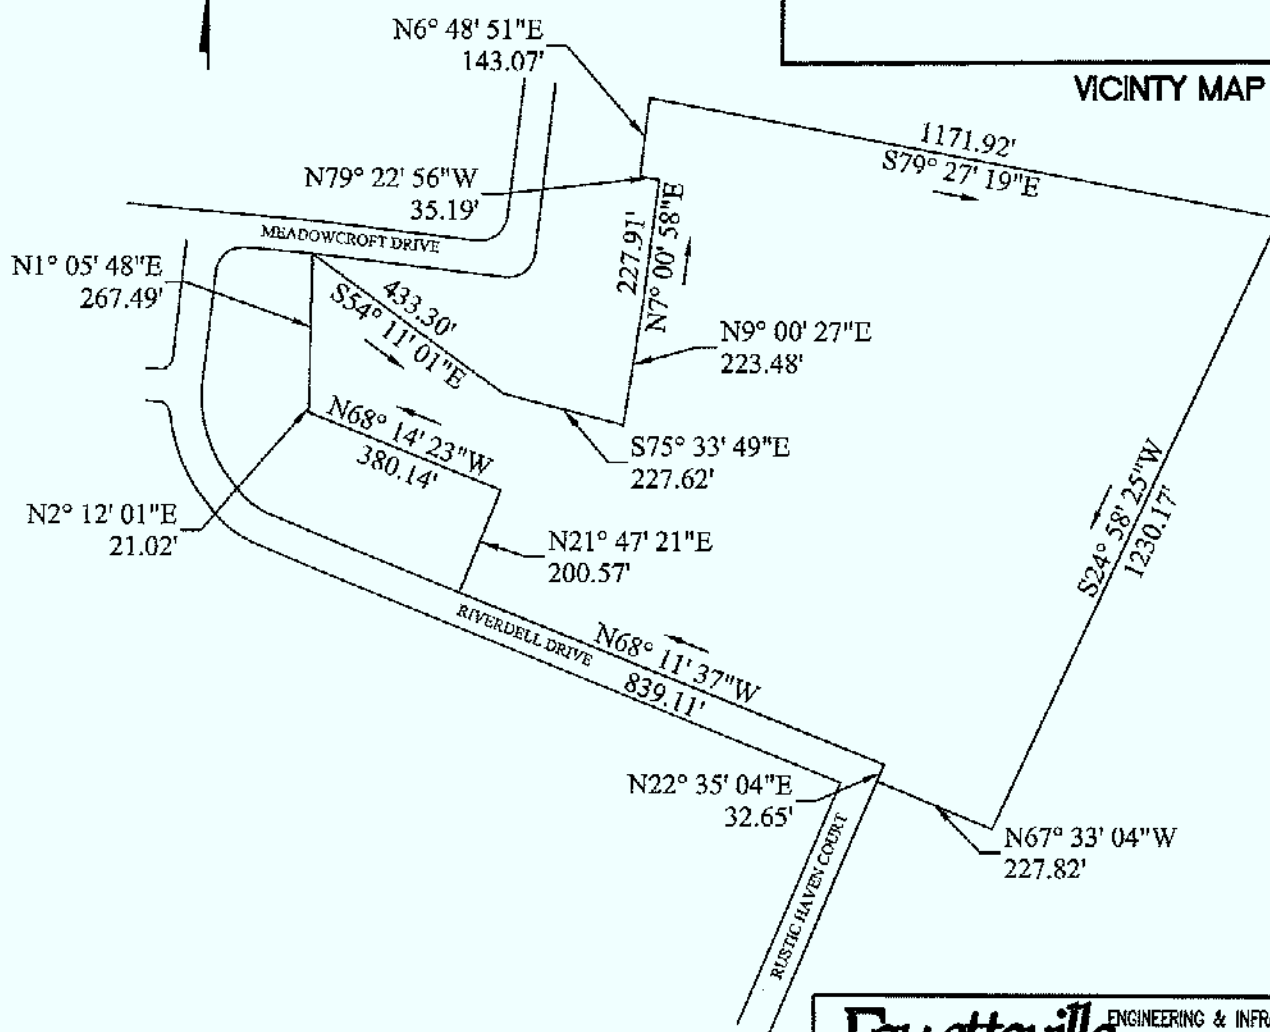 N6° 48' 51"E
143.07'
VICINTY MAP
1171.92'
S79° 27' 19"E
N79° 22' 56"W
35.19'
227.91'
N7° 00' 58"E
MEADOWCROFT DRIVE
N1° 05' 48"E
267.49'
433.30'
S54° 11' 01"E
N9° 00' 27"E
223.48'
N68° 14' 23"W
380.14'
S75° 33' 49"E
227.62'
S24° 58' 25"W
1230.17'
N2° 12' 01"E
21.02'
N21° 47' 21"E
200.57'
RIVERDELL DRIVE
N68° 11' 37"W
839.11'
N22° 35' 04"E
32.65'
N67° 33' 04"W
227.82'
RUSTIC HAVEN COURT
ENGINEERING &